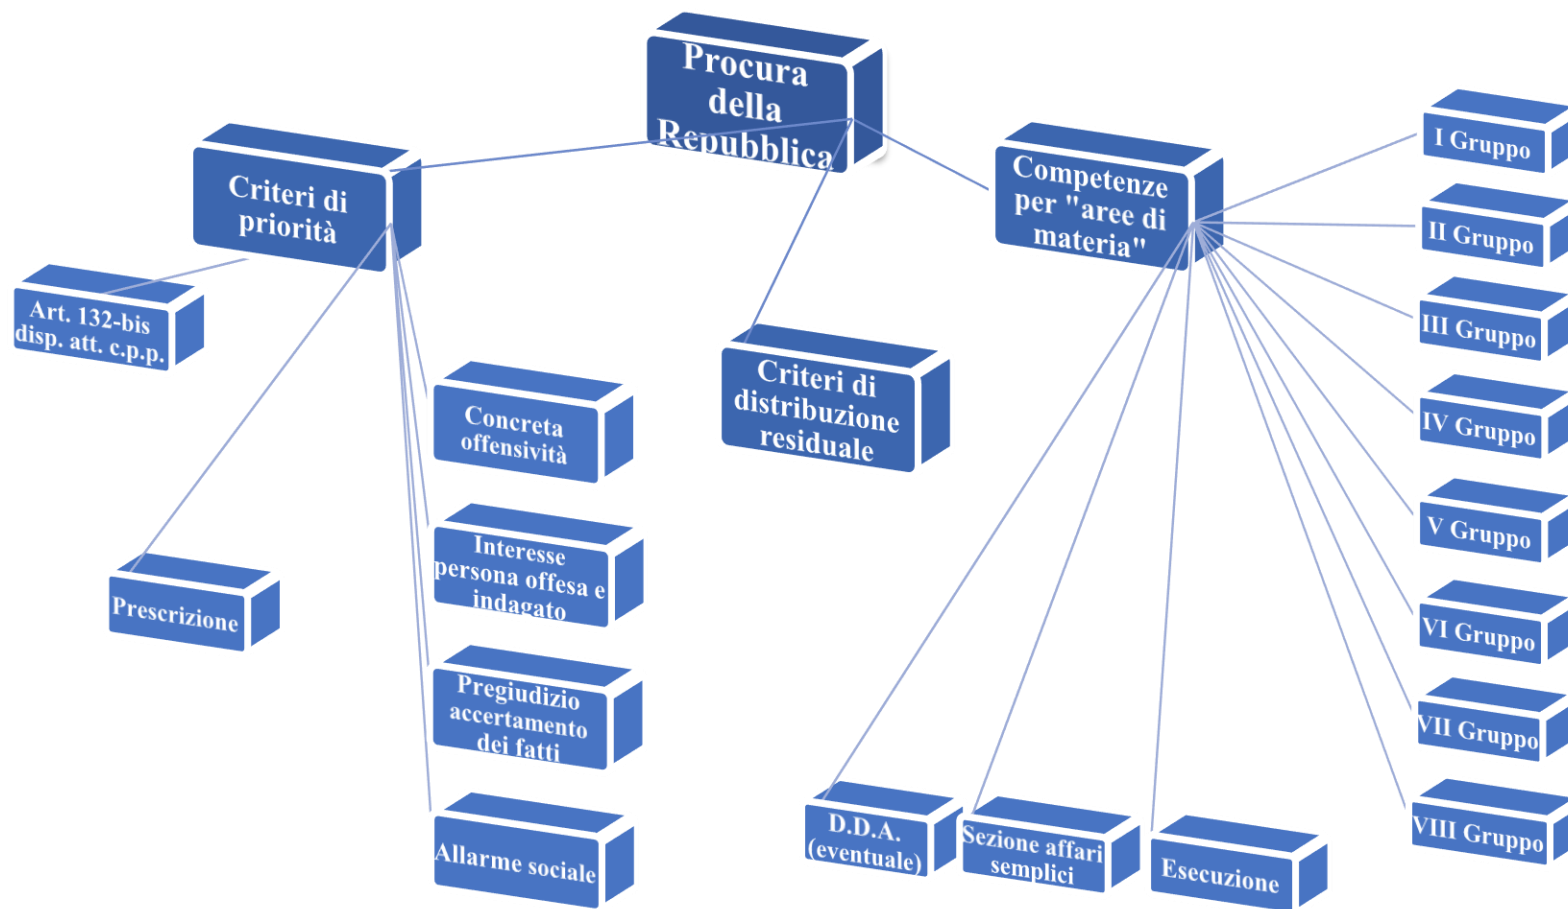 Procura
della
Repubblica
Criteri di
priorità
Art. 132-bis
disp. att. c.p.p.
Prescrizione
Concreta
offensività
Interesse
persona offesa e
indagato
Pregiudizio
accertamento
dei fatti
Allarme sociale
Criteri di
distribuzione
residuale
Competenze
per "aree di
materia"
D.D.A.
(eventuale)
Sezione affari
semplici
Esecuzione
I Gruppo
II Gruppo
III Gruppo
IV Gruppo
V Gruppo
VI Gruppo
VII Gruppo
VIII Gruppo